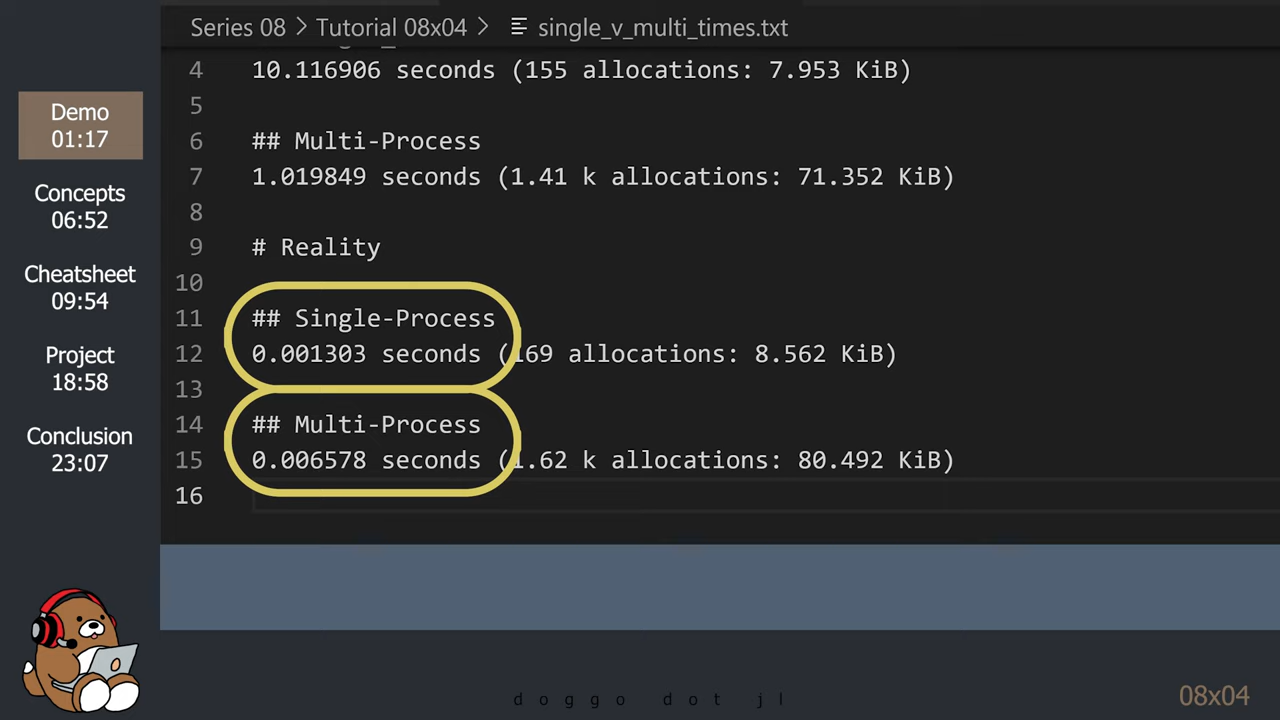 Series 08 > Tutorial 08x04 > single_v_multi_times.txt
4 10.116906 seconds (155 allocations: 7.953 KiB)
5
6 ## Multi-Process
7 1.019849 seconds (1.41 k allocations: 71.352 KiB)
8
9 # Reality
10
11 ## Single-Process
12 0.001303 seconds (169 allocations: 8.562 KiB)
13
14 ## Multi-Process
15 0.006578 seconds (1.62 k allocations: 80.492 KiB)
16
Demo
01:17
Concepts
06:52
Cheatsheet
09:54
Project
18:58
Conclusion
23:07
doggo dot jl
08x04